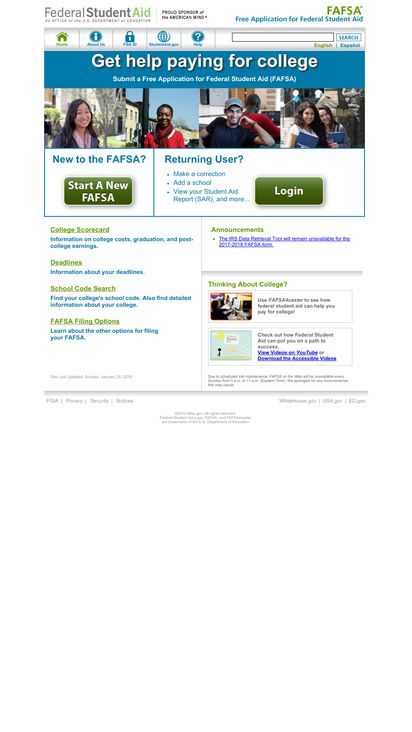 Federal Student Aid
An OFFICE of the U.S. DEPARTMENT of EDUCATION
PROUD SPONSOR of
the AMERICAN MIND®
FAFSA®
Free Application for Federal Student Aid
Home
About Us
FSA ID
StudentAid.gov
Help
SEARCH
English | Español
Get help paying for college
Submit a Free Application for Federal Student Aid (FAFSA)
New to the FAFSA?
Start A New
FAFSA
Returning User?
Make a correction
Add a school
View your Student Aid
Report (SAR), and more...
Login
College Scorecard
Information on college costs, graduation, and post-
college earnings.
Deadlines
Information about your deadlines.
School Code Search
Find your college's school code. Also find detailed
information about your college.
FAFSA Filing Options
Learn about the other options for filing
your FAFSA.
Announcements
The IRS Data Retrieval Tool will remain unavailable for the
2017-2018 FAFSA form.
Thinking About College?
Use FAFSA4caster to see how
federal student aid can help you
pay for college!
Check out how Federal Student
Aid can put you on a path to
success.
View Videos on YouTube or
Download the Accessible Videos
Site Last Updated: Sunday, January
Due to scheduled site maintenance, FAFSA on the Web will be unavailable every
Sunday from 3 a.m. to 11 a.m. (Eastern Time). We apologize for any inconvenience
this may cause.
FOIA | Privacy | Security | Notices
WhiteHouse.gov | USA.gov | ED.gov
©2010 fafsa.gov. All rights reserved.
Federal Student Aid Logo, FAFSA, and FAFSA4caster
are trademarks of the U.S. Department of Education.